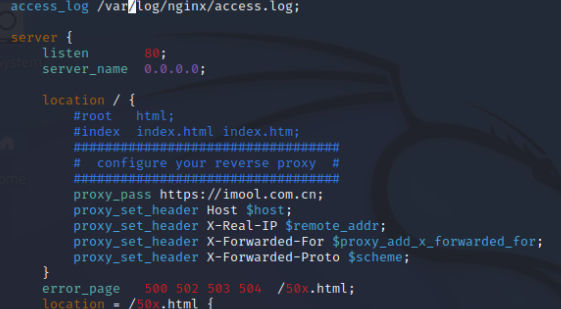 access_log /var/log/nginx/access.log;
server {
listen 80;
server_name 0.0.0.0;
location / {
#root html;
#index index.html index.htm;
##################################
# configure your reverse proxy #
##################################
proxy_pass https://imool.com.cn;
proxy_set_header Host $host;
proxy_set_header X-Real-IP $remote_addr;
proxy_set_header X-Forwarded-For $proxy_add_x_forwarded_for;
proxy_set_header X-Forwarded-Proto $scheme;
}
error_page 500 502 503 504 /50x.html;
location = /50x.html {